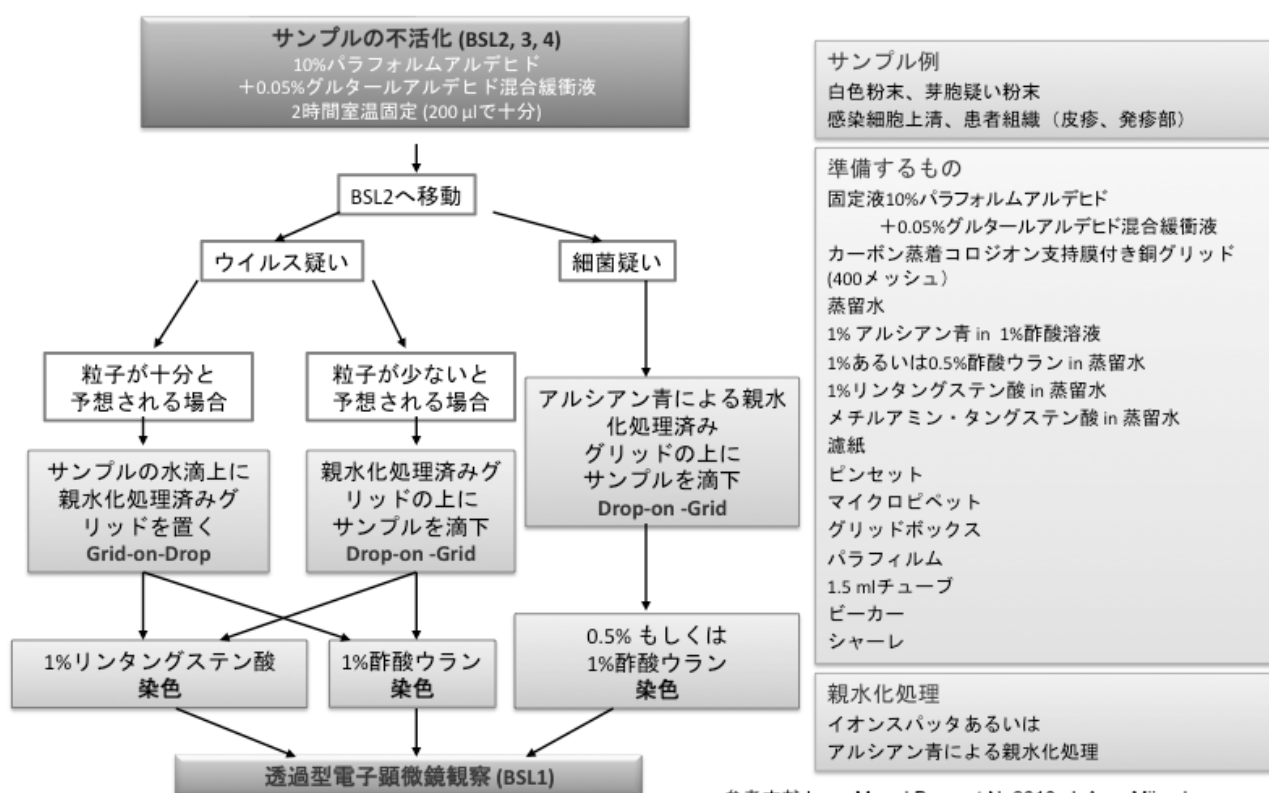 サンプルの不活化 (BSL2, 3, 4)
10%パラフォルムアルデヒド
＋0.05%グルタールアルデヒド混合緩衝液
2時間室温固定 (200 µlで十分)
BSL2へ移動
ウイルス疑い
細菌疑い
粒子が十分と
予想される場合
粒子が少ないと
予想される場合
サンプルの水滴上に
親水化処理済みグ
リッドを置く
Grid-on-Drop
親水化処理済みグ
リッドの上に
サンプルを滴下
Drop-on -Grid
アルシアン青による親水
化処理済み
グリッドの上に
サンプルを滴下
Drop-on -Grid
1%リンタングステン酸
染色
1%酢酸ウラン
染色
0.5% もしくは
1%酢酸ウラン
染色
透過型電子顕微鏡観察 (BSL1)
サンプル例
白色粉末、芽胞疑い粉末
感染細胞上清、患者組織（皮疹、発疹部）
準備するもの
固定液10%パラフォルムアルデヒド
＋0.05%グルタールアルデヒド混合緩衝液
カーボン蒸着コロジオン支持膜付き銅グリッド
(400メッシュ）
蒸留水
1% アルシアン青 in 1%酢酸溶液
1%あるいは0.5%酢酸ウラン in 蒸留水
1%リンタングステン酸 in 蒸留水
メチルアミン・タングステン酸 in 蒸留水
濾紙
ピンセット
マイクロピペット
グリッドボックス
パラフィルム
1.5 mlチューブ
ビーカー
シャーレ
親水化処理
イオンスパッタあるいは
アルシアン青による親水化処理